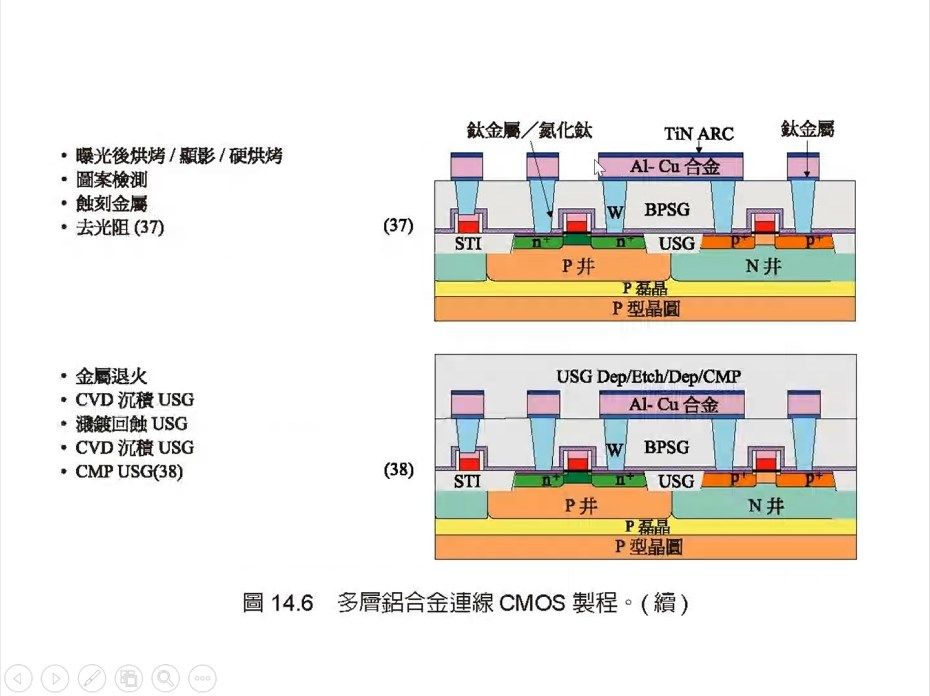 • 曝光後烘烤 / 顯影 / 硬烘烤
• 圖案檢測
• 蝕刻金屬
• 去光阻 (37)
(37)
鈦金屬／氮化鈦
TiN ARC
鈦金屬
Al- Cu 合金
W
BPSG
STI
n+
n+
USG
p+
p+
P 井
N 井
P 磊晶
P 型晶圓
• 金屬退火
• CVD 沉積 USG
• 濺鍍回蝕 USG
• CVD 沉積 USG
• CMP USG(38)
(38)
USG Dep/Etch/Dep/CMP
Al- Cu 合金
W
BPSG
STI
n+
n+
USG
p+
p+
P 井
N 井
P 磊晶
P 型晶圓
圖 14.6 多層鋁合金連線 CMOS 製程。( 續 )